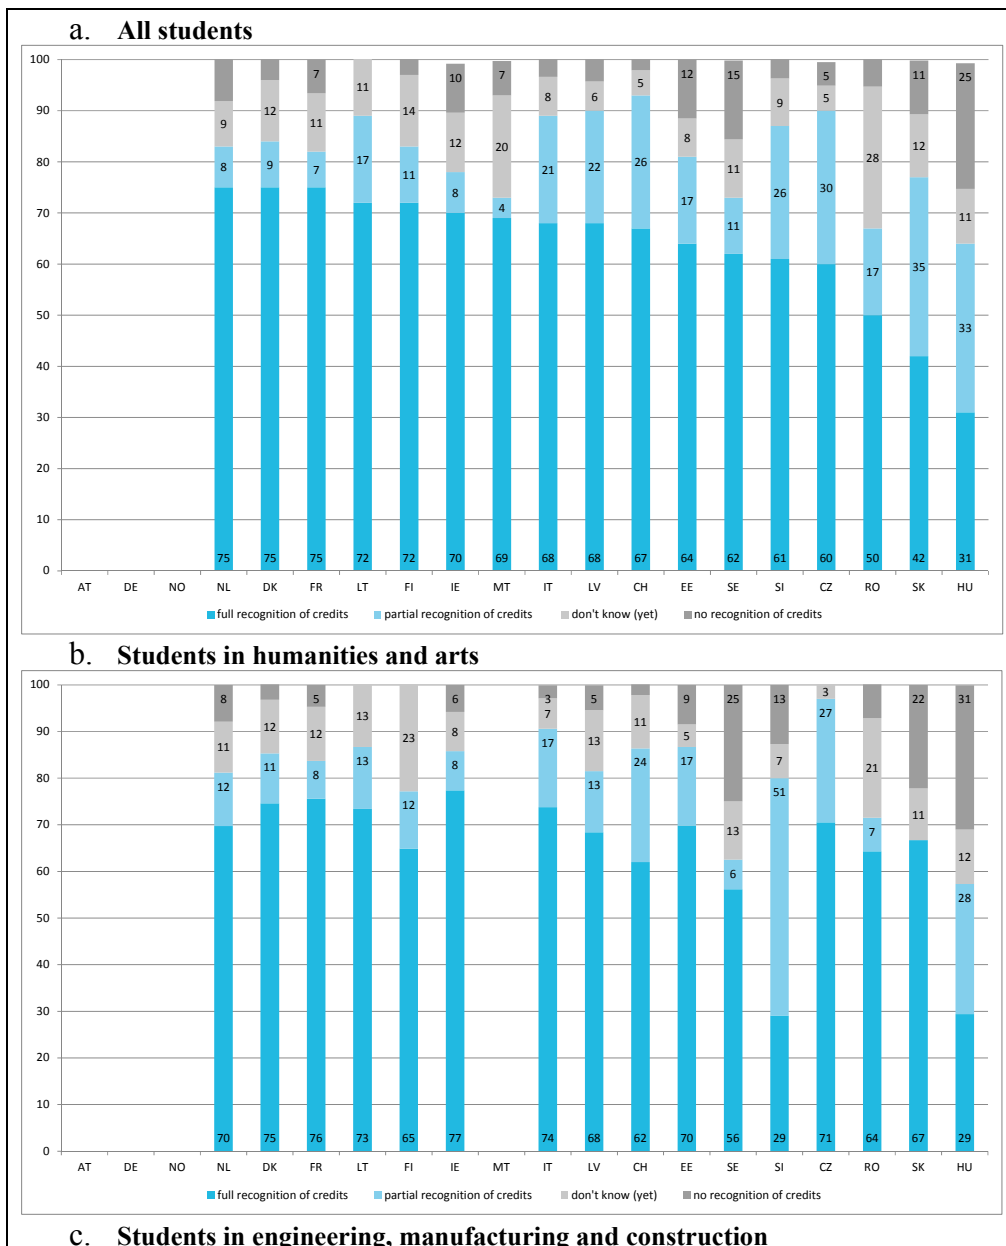 a. All students
100
90
80
70
60
50
40
30
20
10
0
7 11 10 7 12 15 5 11 25
9 12 11 14 12 20 8 6 5 8 11 9 5 28 12 11
8 9 7 17 11 8 4 21 22 26 17 11 26 30 17 35 33
75 75 75 72 72 70 69 68 68 67 64 62 61 60 50 42 31
AT DE NO NL DK FR LT FI IE MT IT LV CH EE SE SI CZ RO SK HU
full recognition of credits partial recognition of credits don't know (yet) no recognition of credits
b. Students in humanities and arts
100
90
80
70
60
50
40
30
20
10
0
8 5 6 3 5 9 25 13 22 31
11 12 12 13 23 8 7 13 11 5 13 7 3 21 11 12
12 11 8 13 12 8 17 13 24 17 6 51 27 7 28
70 75 76 73 65 77 74 68 62 70 56 29 71 64 67 29
AT DE NO NL DK FR LT FI IE MT IT LV CH EE SE SI CZ RO SK HU
full recognition of credits partial recognition of credits don't know (yet) no recognition of credits
c. Students in engineering, manufacturing and construction